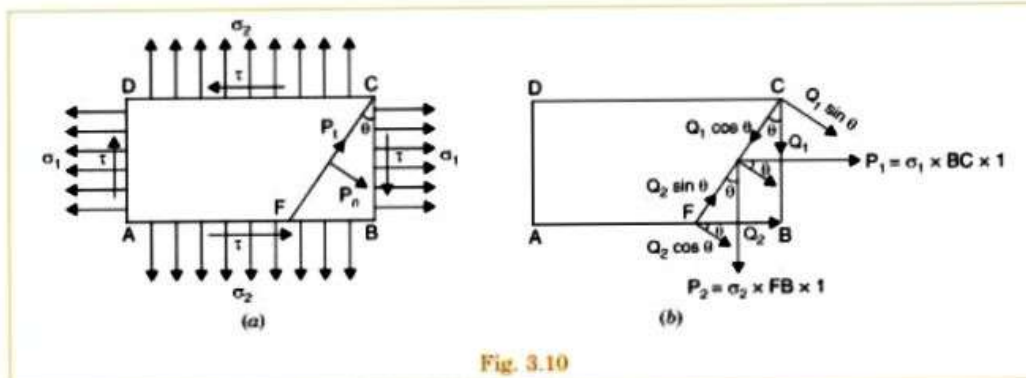 σ₂
D
τ
C
θ
Pₜ
σ₁
τ
τ
σ₁
Pₙ
F
A
τ
B
σ₂
(a)
D
C
Q₁ sin θ
Q₁ cos θ
θ
Q₁
θ
P₁ = σ₁ × BC × 1
Q₂ sin θ
θ
F
θ
A
Q₂
B
Q₂ cos θ
P₂ = σ₂ × FB × 1
(b)
Fig. 3.10